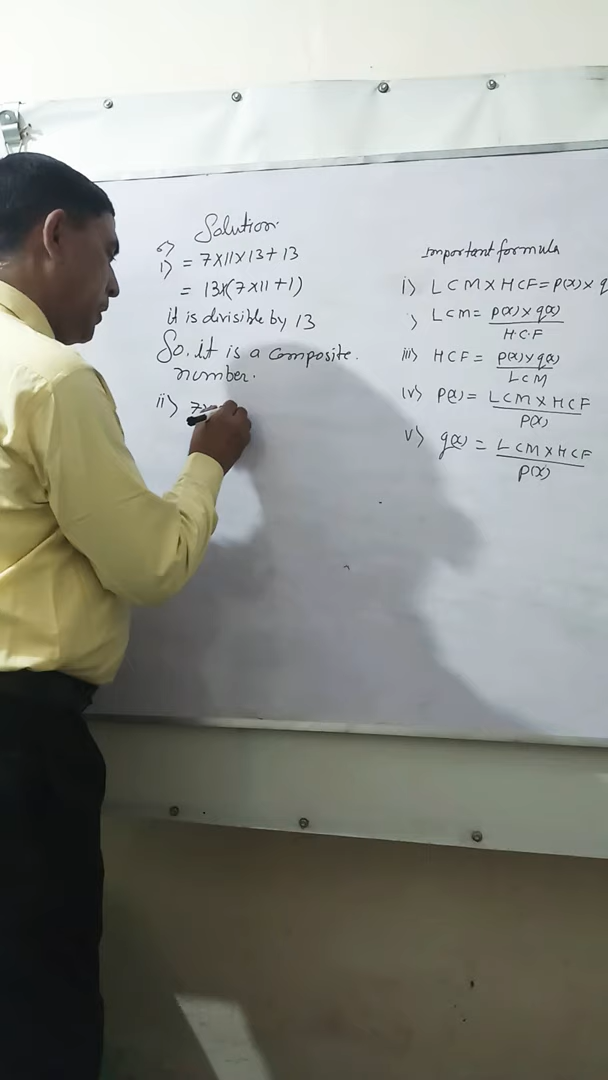 Solution.
i) = 7×11×13+13
= 13×(7×11+1)
it is divisible by 13
So, it is a composite.
number.
ii) 7×
Important formula
i) LCM×HCF=P(x)×q
) LCM= P(x)×q(x)
H.C.F
iii) HCF = P(x)×q(x)
LCM
iv) P(x)= LCM×HCF
P(x)
v) q(x) = LCM×HCF
P(x)